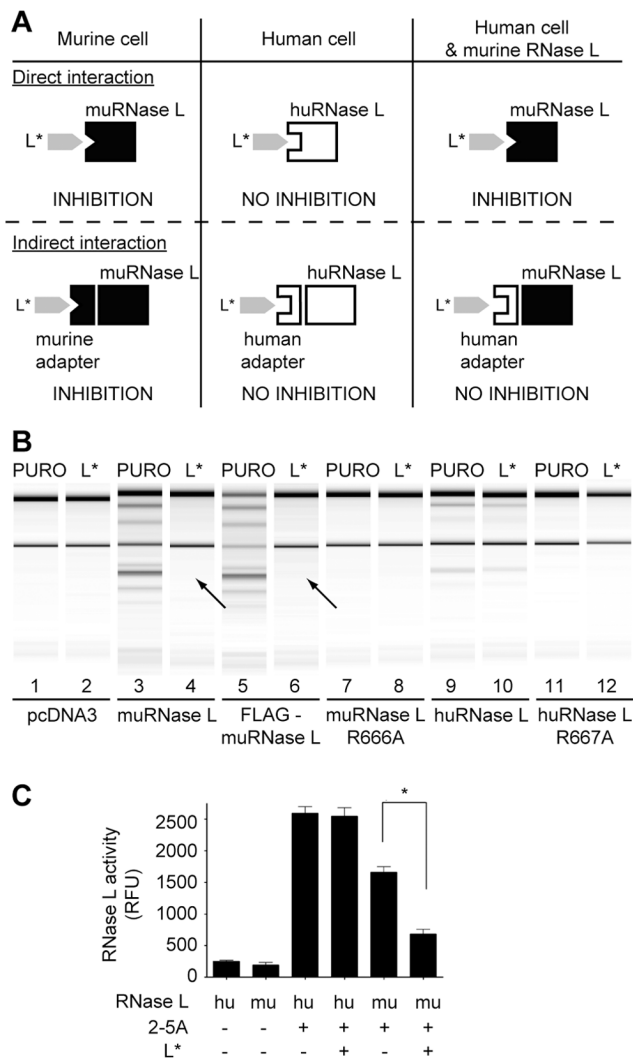 A
Murine cell
Human cell
Human cell
& murine RNase L
Direct interaction
muRNase L
huRNase L
muRNase L
L*
L*
L*
INHIBITION
NO INHIBITION
INHIBITION
Indirect interaction
muRNase L
huRNase L
muRNase L
L*
L*
L*
murine
adapter
human
adapter
human
adapter
INHIBITION
NO INHIBITION
NO INHIBITION
B
PURO L* PURO L* PURO L* PURO L* PURO L* PURO L*
1 2 3 4 5 6 7 8 9 10 11 12
pcDNA3
muRNase L
FLAG -
muRNase L
muRNase L
R666A
huRNase L
huRNase L
R667A
C
RNase L activity
(RFU)
2500
2000
1500
1000
500
0
*
RNase L hu mu hu hu mu mu
2-5A - - + + + +
L* - - - + - +